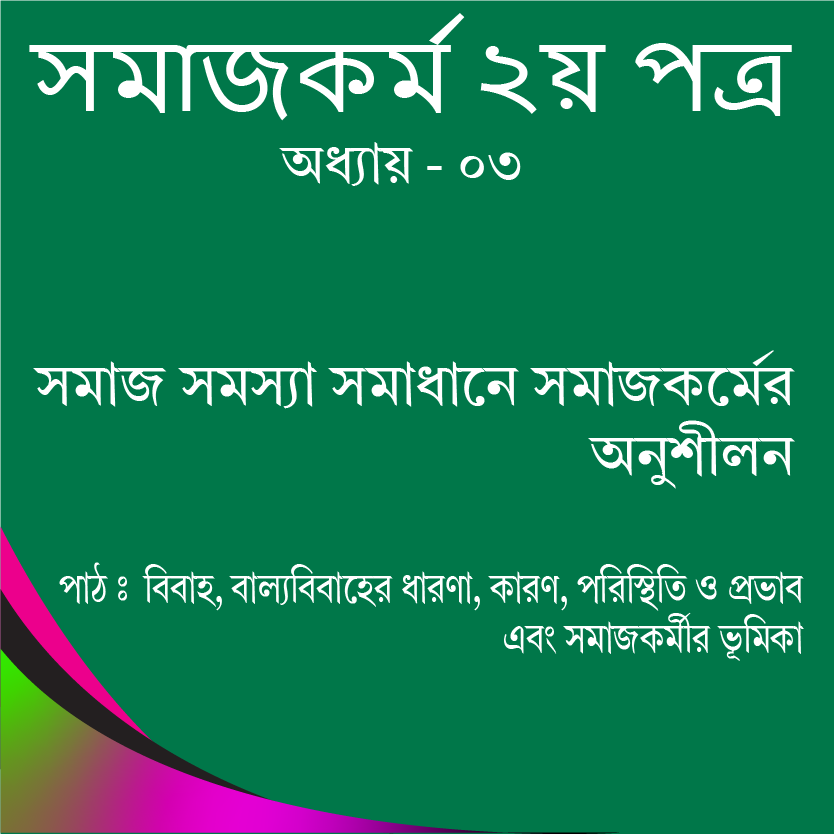 সমাজকর্ম ২য় পত্র
অধ্যায় - ০৩
সমাজ সমস্যা সমাধানে সমাজকর্মের
অনুশীলন
পাঠ ঃ বিবাহ, বাল্যবিবাহের ধারণা, কারণ, পরিস্থিতি ও প্রভাব
এবং সমাজকর্মীর ভূমিকা